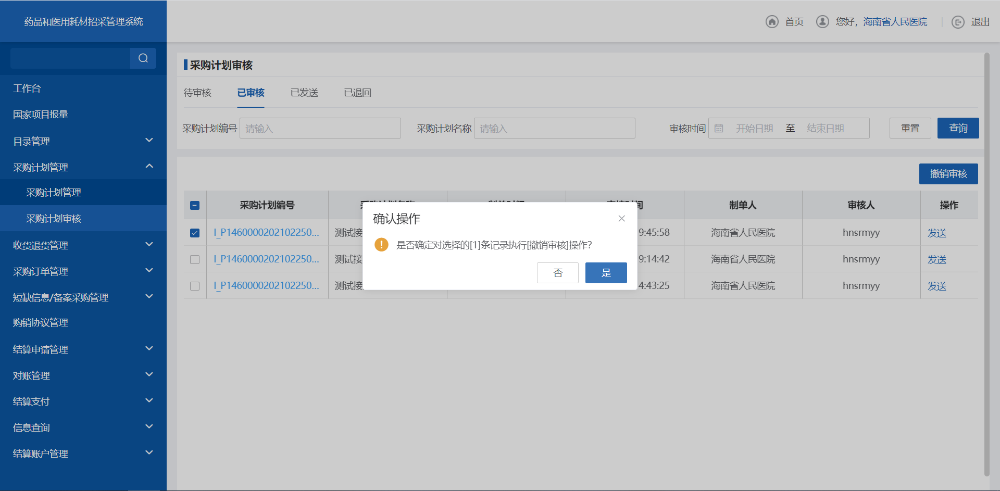 药品和医用耗材招采管理系统
首页
您好，海南省人民医院
退出
工作台
国家项目报量
目录管理
采购计划管理
采购计划管理
采购计划审核
收货退货管理
采购订单管理
短缺信息/备案采购管理
购销协议管理
结算申请管理
对账管理
结算支付
信息查询
结算账户管理
采购计划审核
待审核 已审核 已发送 已退回
采购计划编号 请输入 采购计划名称 请输入 审核时间 开始日期 至 结束日期 重置 查询
撤销审核
采购计划编号 制单人 审核人 操作
I_P1460000202102250... 测试接 9:45:58 海南省人民医院 hnsrmyy 发送
I_P1460000202102250... 测试接 9:14:42 海南省人民医院 hnsrmyy 发送
I_P1460000202102250... 测试接 4:43:25 海南省人民医院 hnsrmyy 发送
确认操作
是否确定对选择的[1]条记录执行[撤销审核]操作？
否 是